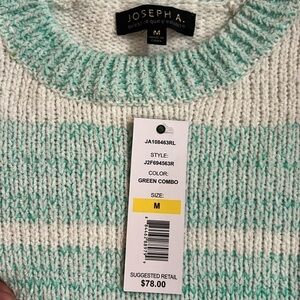 JOSEPH A.
M
JA108463RL
STYLE:
J2F694563R
COLOR:
GREEN COMBO
SIZE:
M
SUGGESTED RETAIL
$78.00